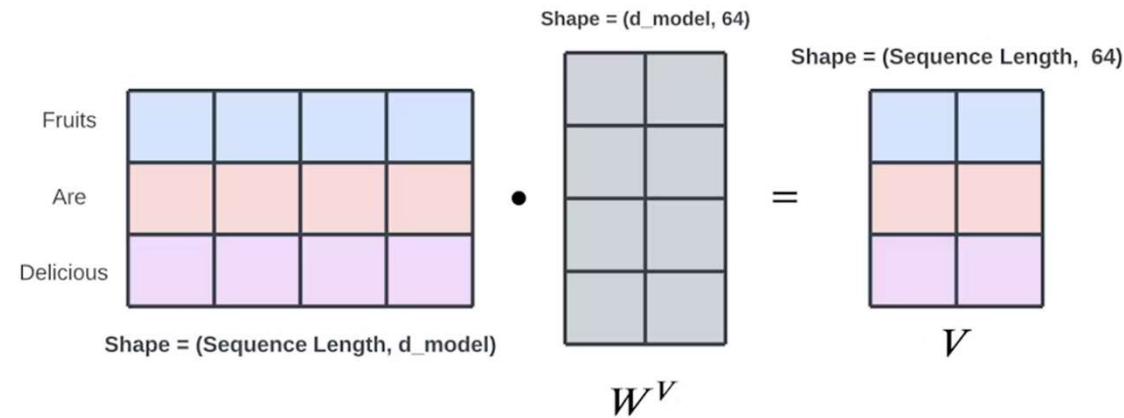 Shape = (d_model, 64)
Shape = (Sequence Length,  64)
Fruits
Are
•
=
Delicious
Shape = (Sequence Length, d_model)
V
W^V